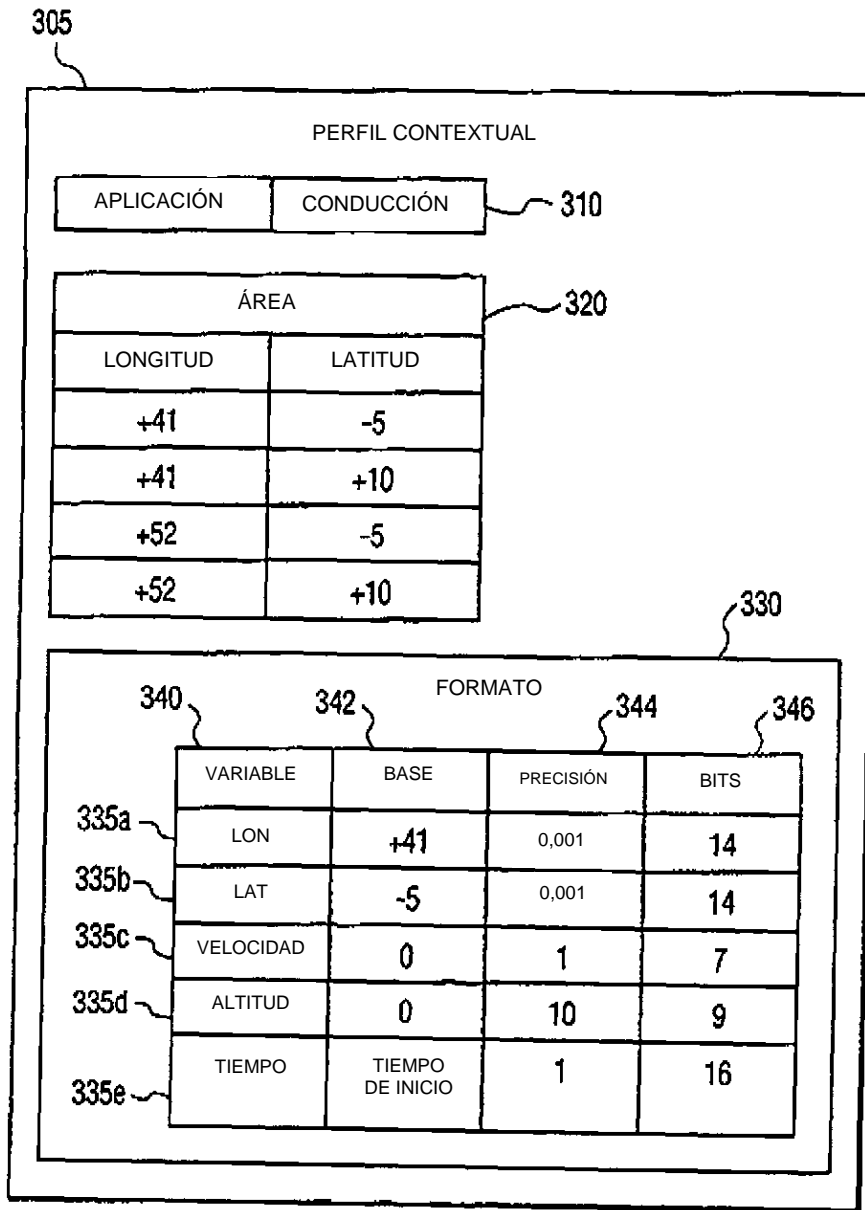 305
PERFIL CONTEXTUAL
APLICACIÓN CONDUCCIÓN 310
ÁREA 320
LONGITUD LATITUD
+41 -5
+41 +10
+52 -5
+52 +10
330
FORMATO
340 342 344 346
VARIABLE BASE PRECISIÓN BITS
335a LON +41 0,001 14
335b LAT -5 0,001 14
335c VELOCIDAD 0 1 7
335d ALTITUD 0 10 9
335e TIEMPO TIEMPO 1 16
DE INICIO